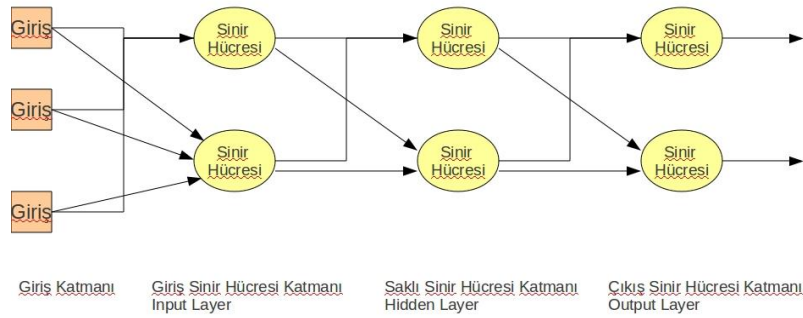 Giriş
Giriş
Giriş
Sinir
Hücresi
Sinir
Hücresi
Sinir
Hücresi
Sinir
Hücresi
Sinir
Hücresi
Sinir
Hücresi
Giriş Katmanı
Giriş Sinir Hücresi Katmanı
Input Layer
Saklı Sinir Hücresi Katmanı
Hidden Layer
Çıkış Sinir Hücresi Katmanı
Output Layer